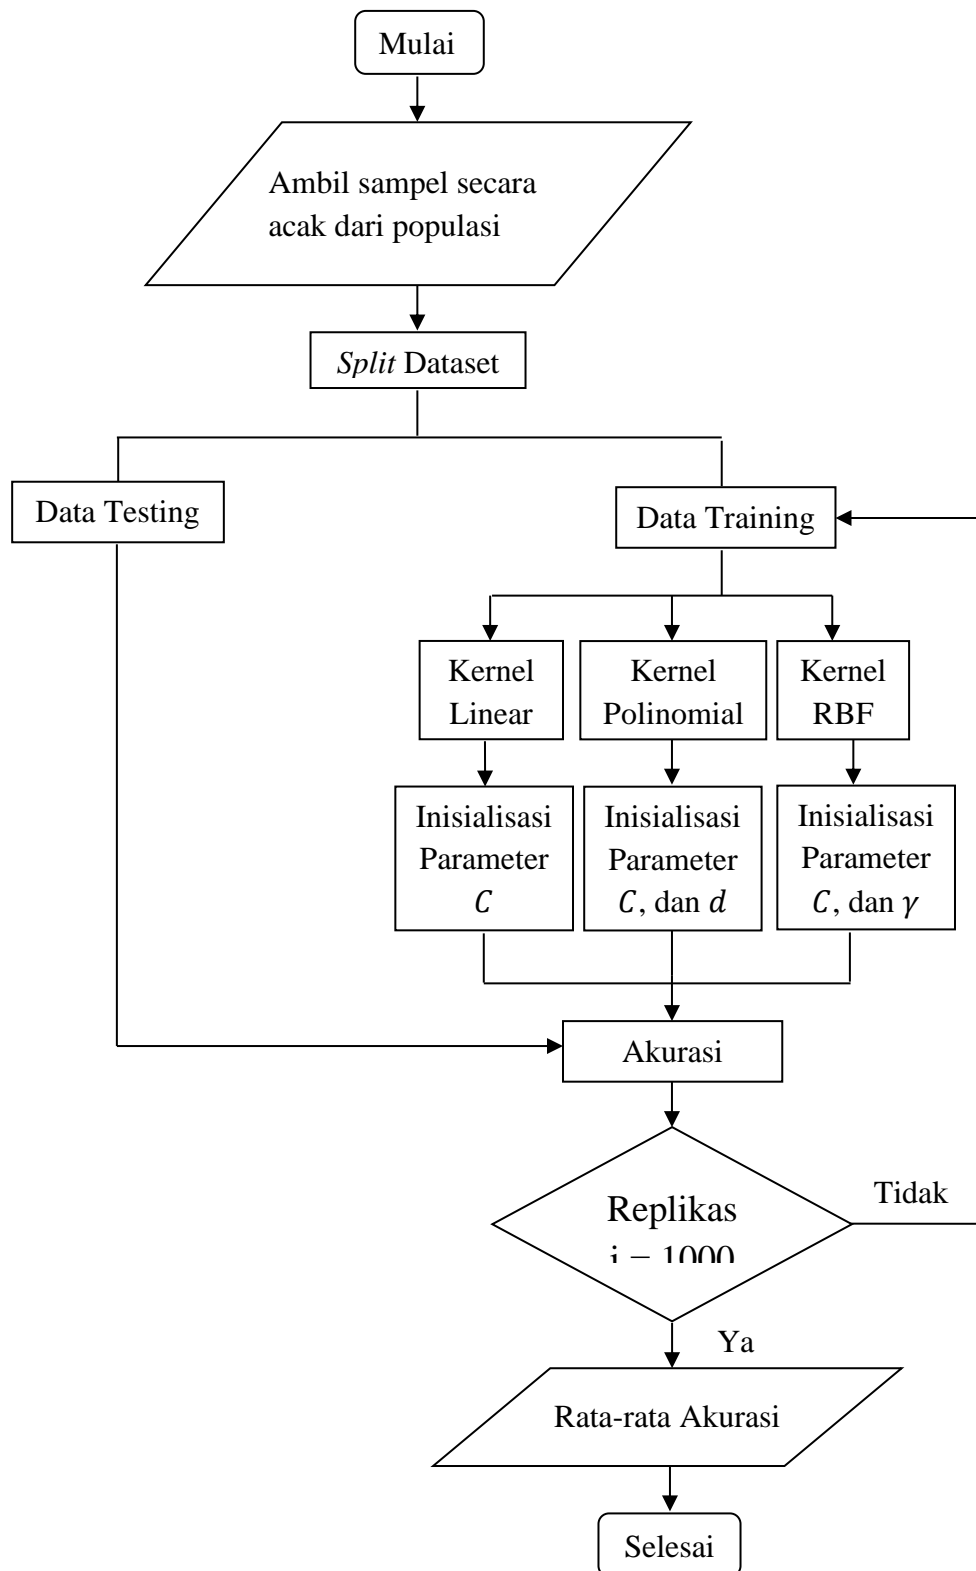 Mulai
Ambil sampel secara
acak dari populasi
Split Dataset
Data Testing
Data Training
Kernel
Linear
Kernel
Polinomial
Kernel
RBF
Inisialisasi
Parameter
C
Inisialisasi
Parameter
C, dan d
Inisialisasi
Parameter
C, dan γ
Akurasi
Replikas
i = 1000
Tidak
Ya
Rata-rata Akurasi
Selesai